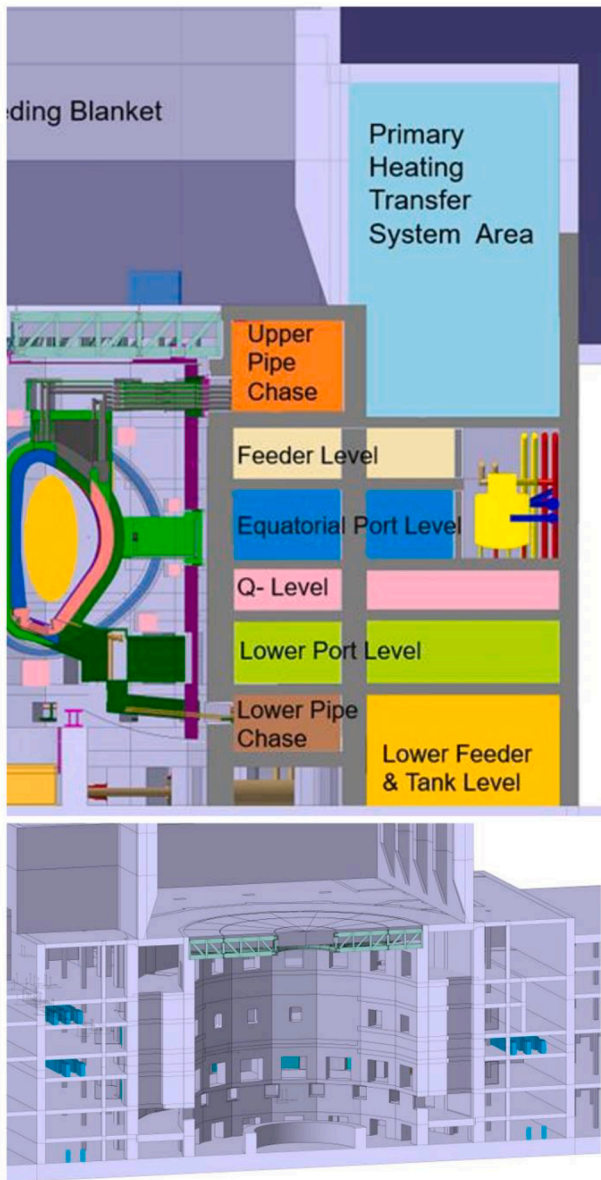 ding Blanket
Primary
Heating
Transfer
System Area
Upper
Pipe
Chase
Feeder Level
Equatorial Port Level
Q- Level
Lower Port Level
Lower Pipe
Chase
Lower Feeder
& Tank Level